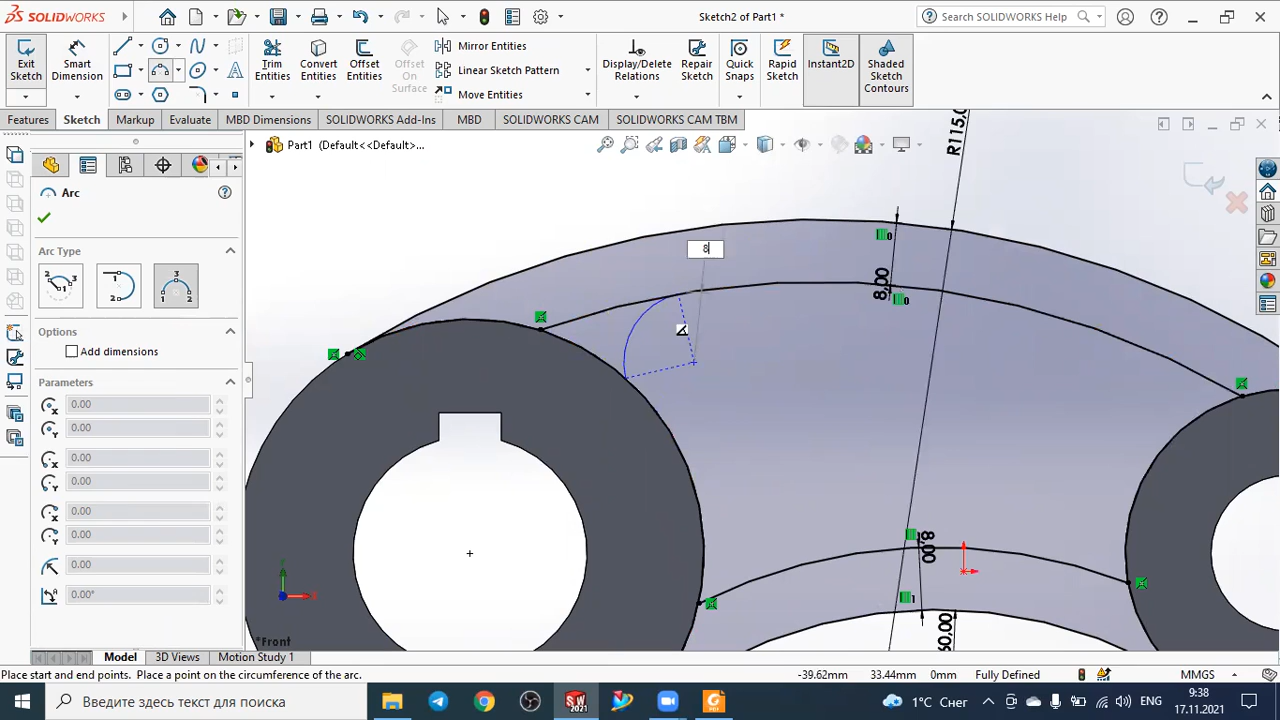 SOLIDWORKS
Sketch2 of Part1 *
Search SOLIDWORKS Help
Exit Sketch
Smart Dimension
Trim Entities
Convert Entities
Offset Entities
Offset On Surface
Mirror Entities
Linear Sketch Pattern
Move Entities
Display/Delete Relations
Repair Sketch
Quick Snaps
Rapid Sketch
Instant2D
Shaded Sketch Contours
Features
Sketch
Markup
Evaluate
MBD Dimensions
SOLIDWORKS Add-Ins
MBD
SOLIDWORKS CAM
SOLIDWORKS CAM TBM
Part1 (Default<<Default>...
Arc
Arc Type
Options
Add dimensions
Parameters
0.00
0.00
0.00
0.00
0.00
0.00
0.00
0.00°
8
R115,0
8,00
8,00
60,00
*Front
Model
3D Views
Motion Study 1
Place start and end points. Place a point on the circumference of the arc.
-39.62mm
33.44mm
0mm
Fully Defined
MMGS
Введите здесь текст для поиска
1°C Снег
ENG
9:38
17.11.2021